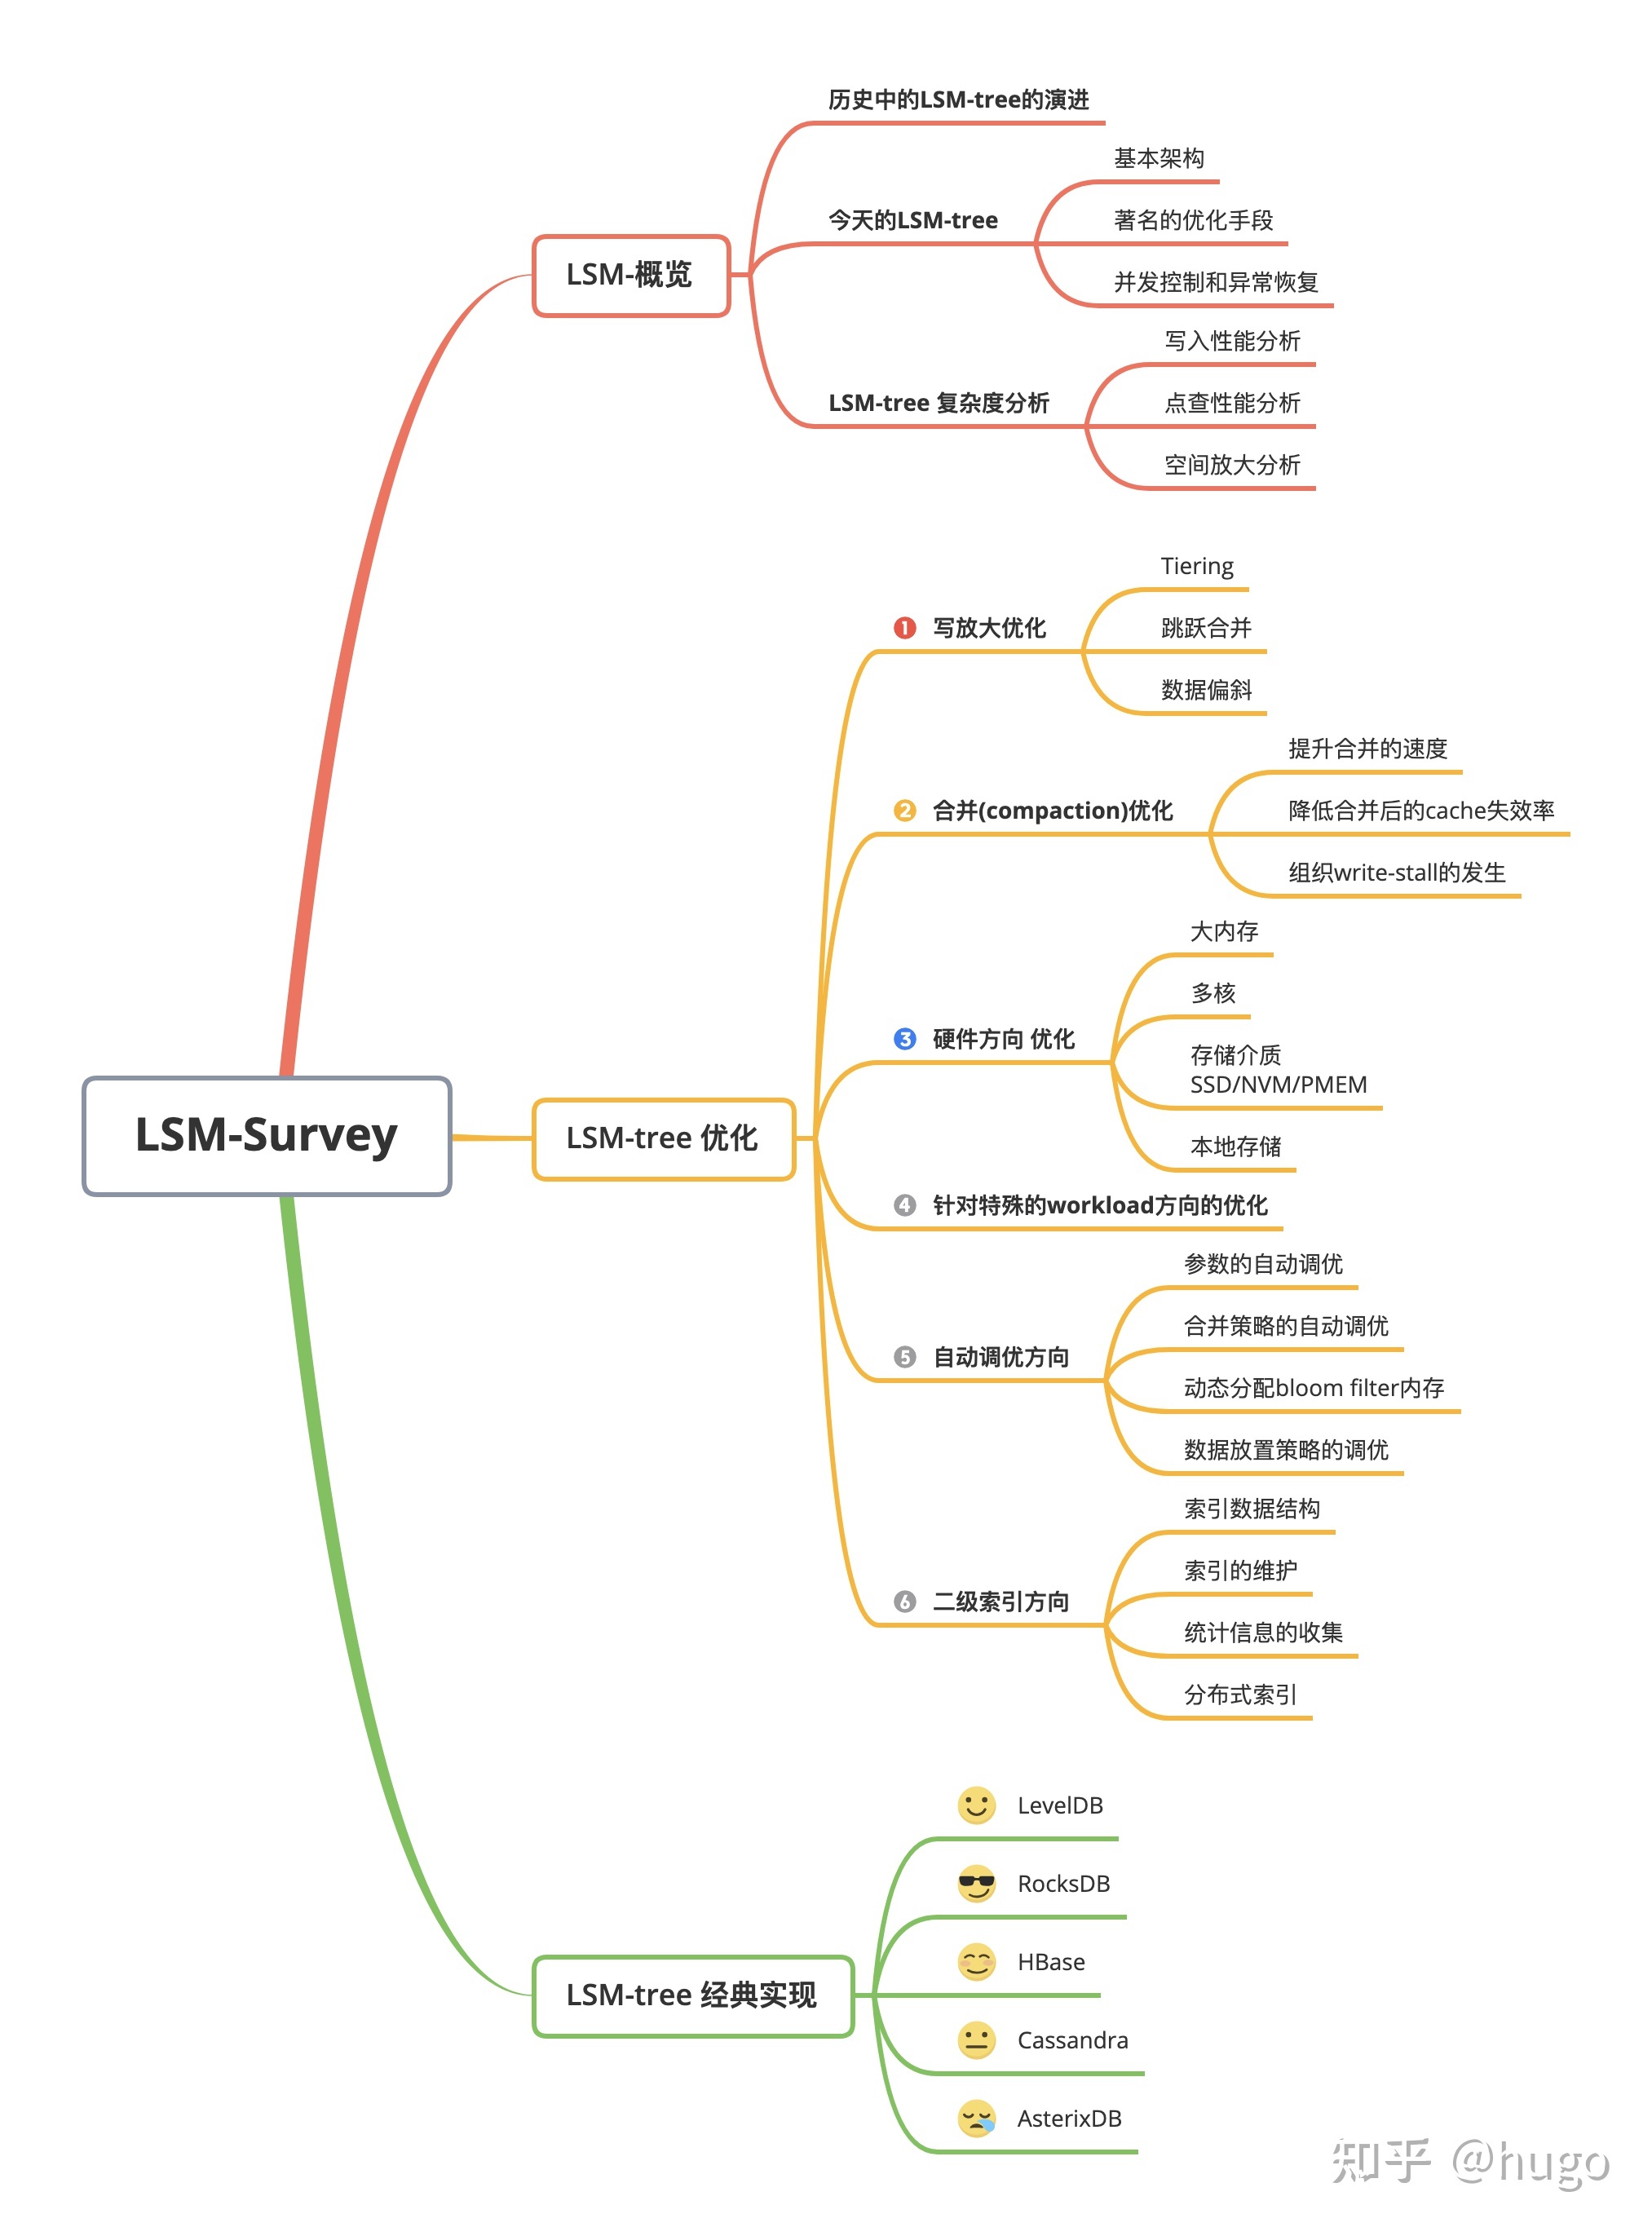 历史中的LSM-tree的演进
基本架构
今天的LSM-tree
著名的优化手段
并发控制和异常恢复
LSM-概览
写入性能分析
LSM-tree 复杂度分析
点查性能分析
空间放大分析
Tiering
1 写放大优化
跳跃合并
数据偏斜
提升合并的速度
2 合并(compaction)优化
降低合并后的cache失效率
组织write-stall的发生
大内存
多核
3 硬件方向 优化
存储介质
SSD/NVM/PMEM
本地存储
LSM-Survey
LSM-tree 优化
4 针对特殊的workload方向的优化
参数的自动调优
合并策略的自动调优
5 自动调优方向
动态分配bloom filter内存
数据放置策略的调优
索引数据结构
索引的维护
6 二级索引方向
统计信息的收集
分布式索引
LevelDB
RocksDB
HBase
LSM-tree 经典实现
Cassandra
AsterixDB
知乎 @hugo